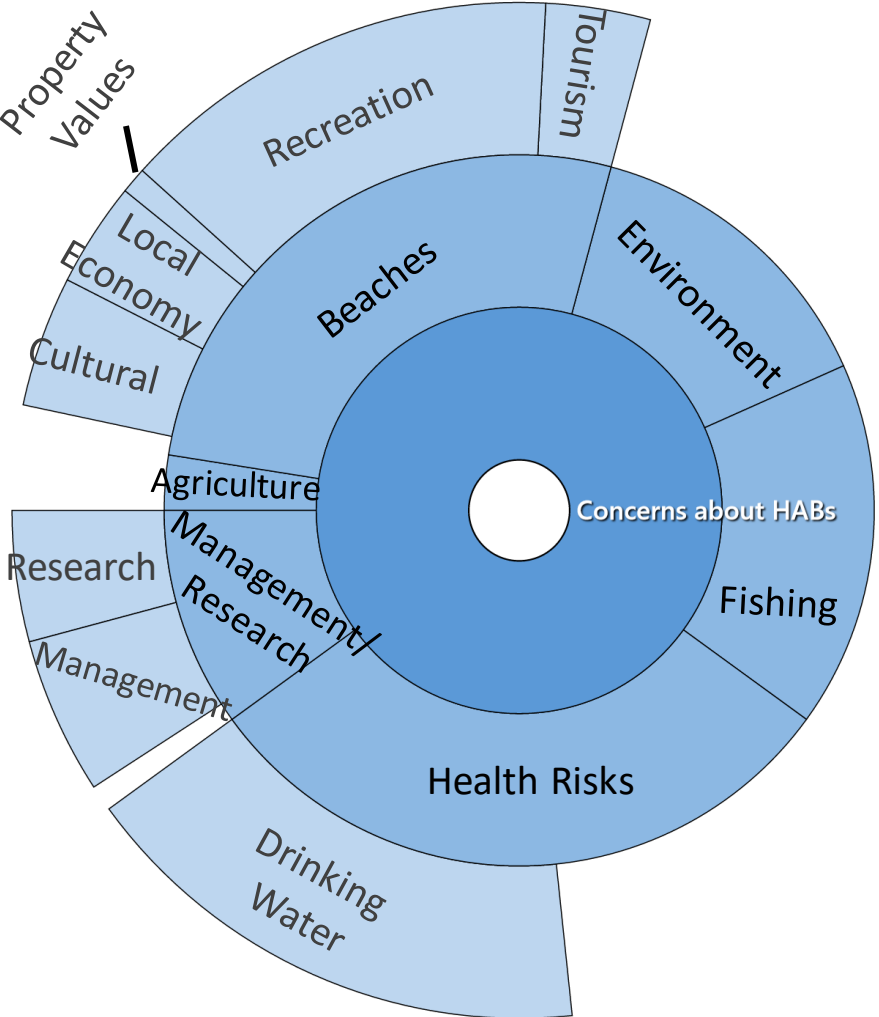 Property
Values
Recreation
Tourism
Local
Economy
Cultural
Beaches
Environment
Agriculture
Concerns about HABs
Management/
Research
Research
Management
Fishing
Health Risks
Drinking
Water